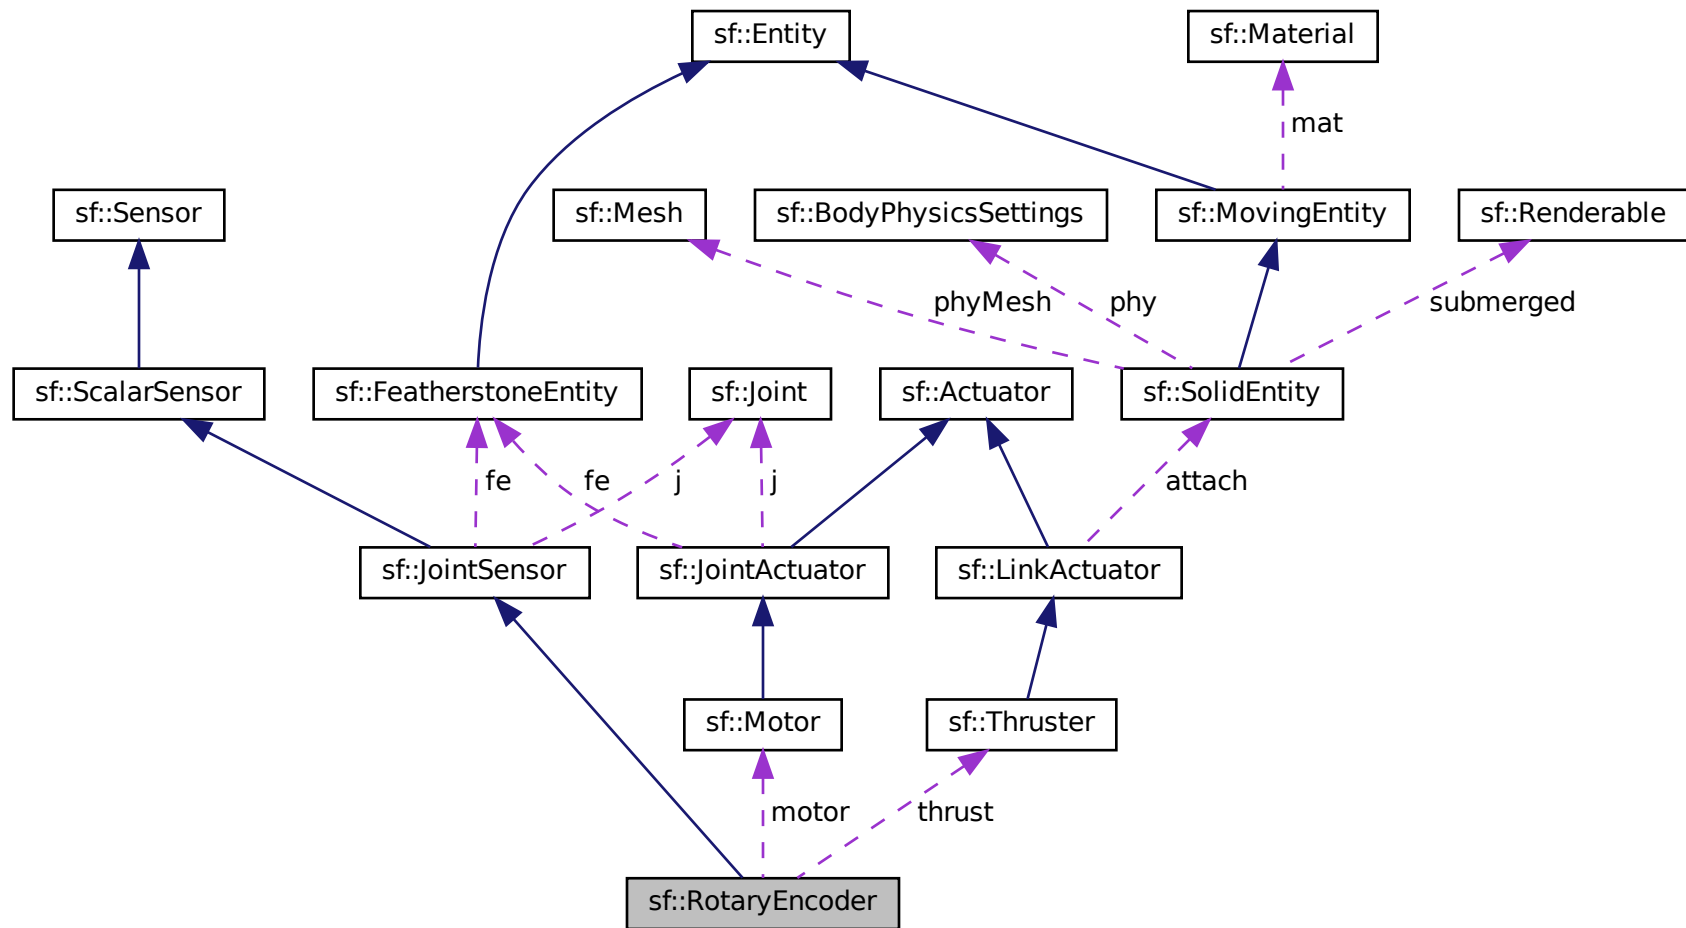 sf::Entity
sf::Material
mat
sf::Sensor
sf::Mesh
sf::BodyPhysicsSettings
sf::MovingEntity
sf::Renderable
phyMesh
phy
submerged
sf::ScalarSensor
sf::FeatherstoneEntity
sf::Joint
sf::Actuator
sf::SolidEntity
fe
fe
j
j
attach
sf::JointSensor
sf::JointActuator
sf::LinkActuator
sf::Motor
sf::Thruster
motor
thrust
sf::RotaryEncoder